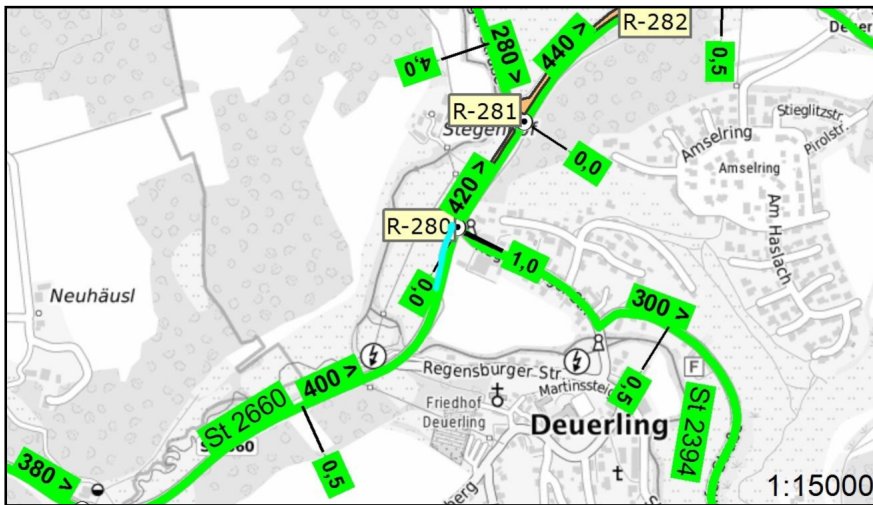 R-282
440 >
280 >
4,0
0,5
R-281
Stegenhof
0,0
Stieglitzstr.
Pirolstr.
Amselring
Amselring
Am Haslach
420 >
R-280
1,0
0,0
300 >
Neuhäusl
Regensburger Str.
Martinssteig
F
0,5
St 2394
400 >
St 2660
Friedhof
Deuerling
Deuerling
0,5
380 >
1:15000